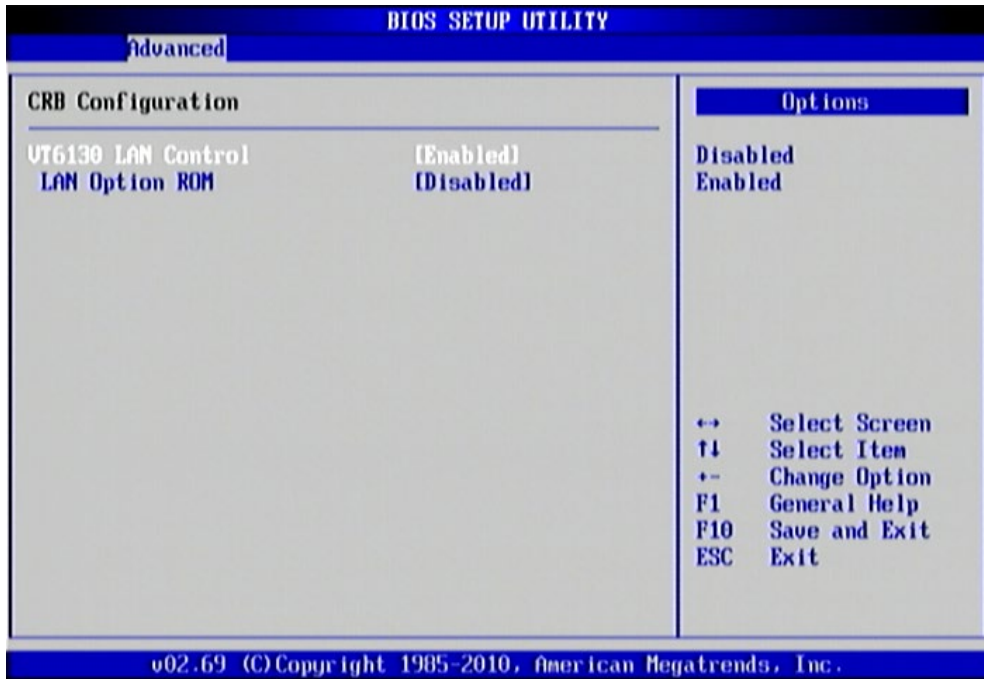 BIOS SETUP UTILITY
Advanced
CRB Configuration
VT6130 LAN Control [Enabled]
LAN Option ROM [Disabled]
Options
Disabled
Enabled
←→ Select Screen
↑↓ Select Item
+- Change Option
F1 General Help
F10 Save and Exit
ESC Exit
v02.69 (C)Copyright 1985-2010, American Megatrends, Inc.